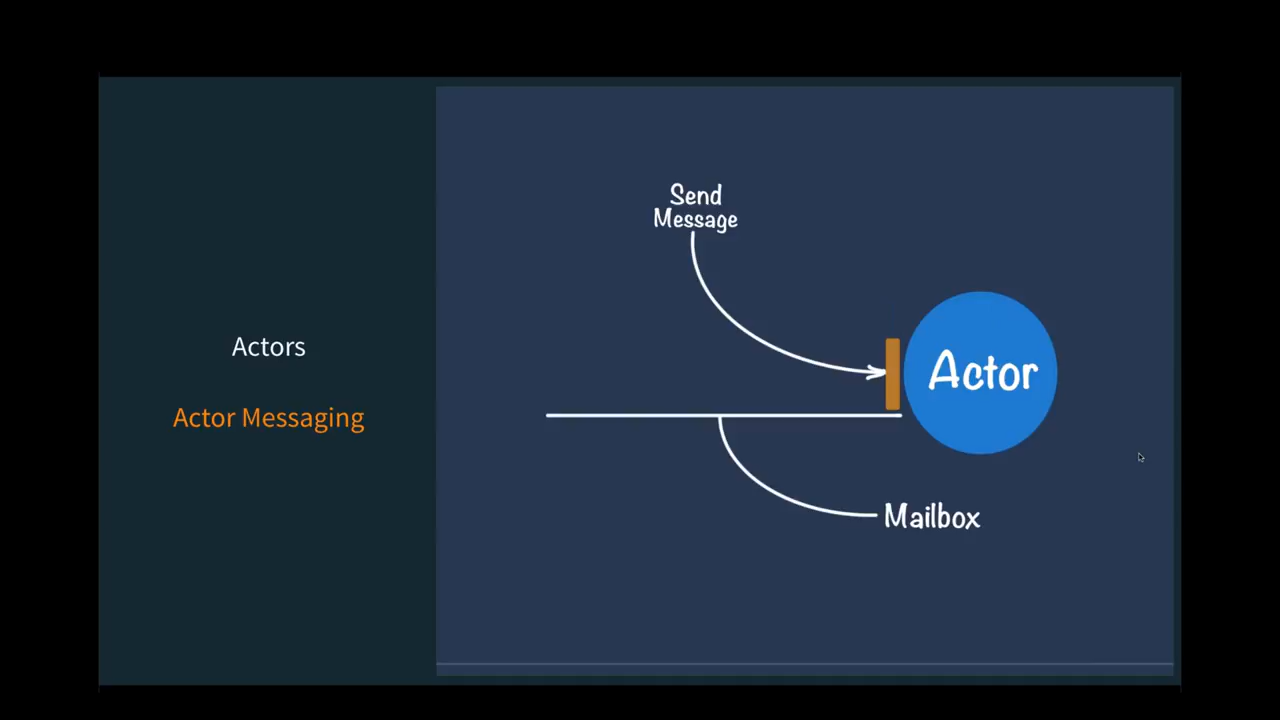 Actors
Actor Messaging
Send
Message
Actor
Mailbox